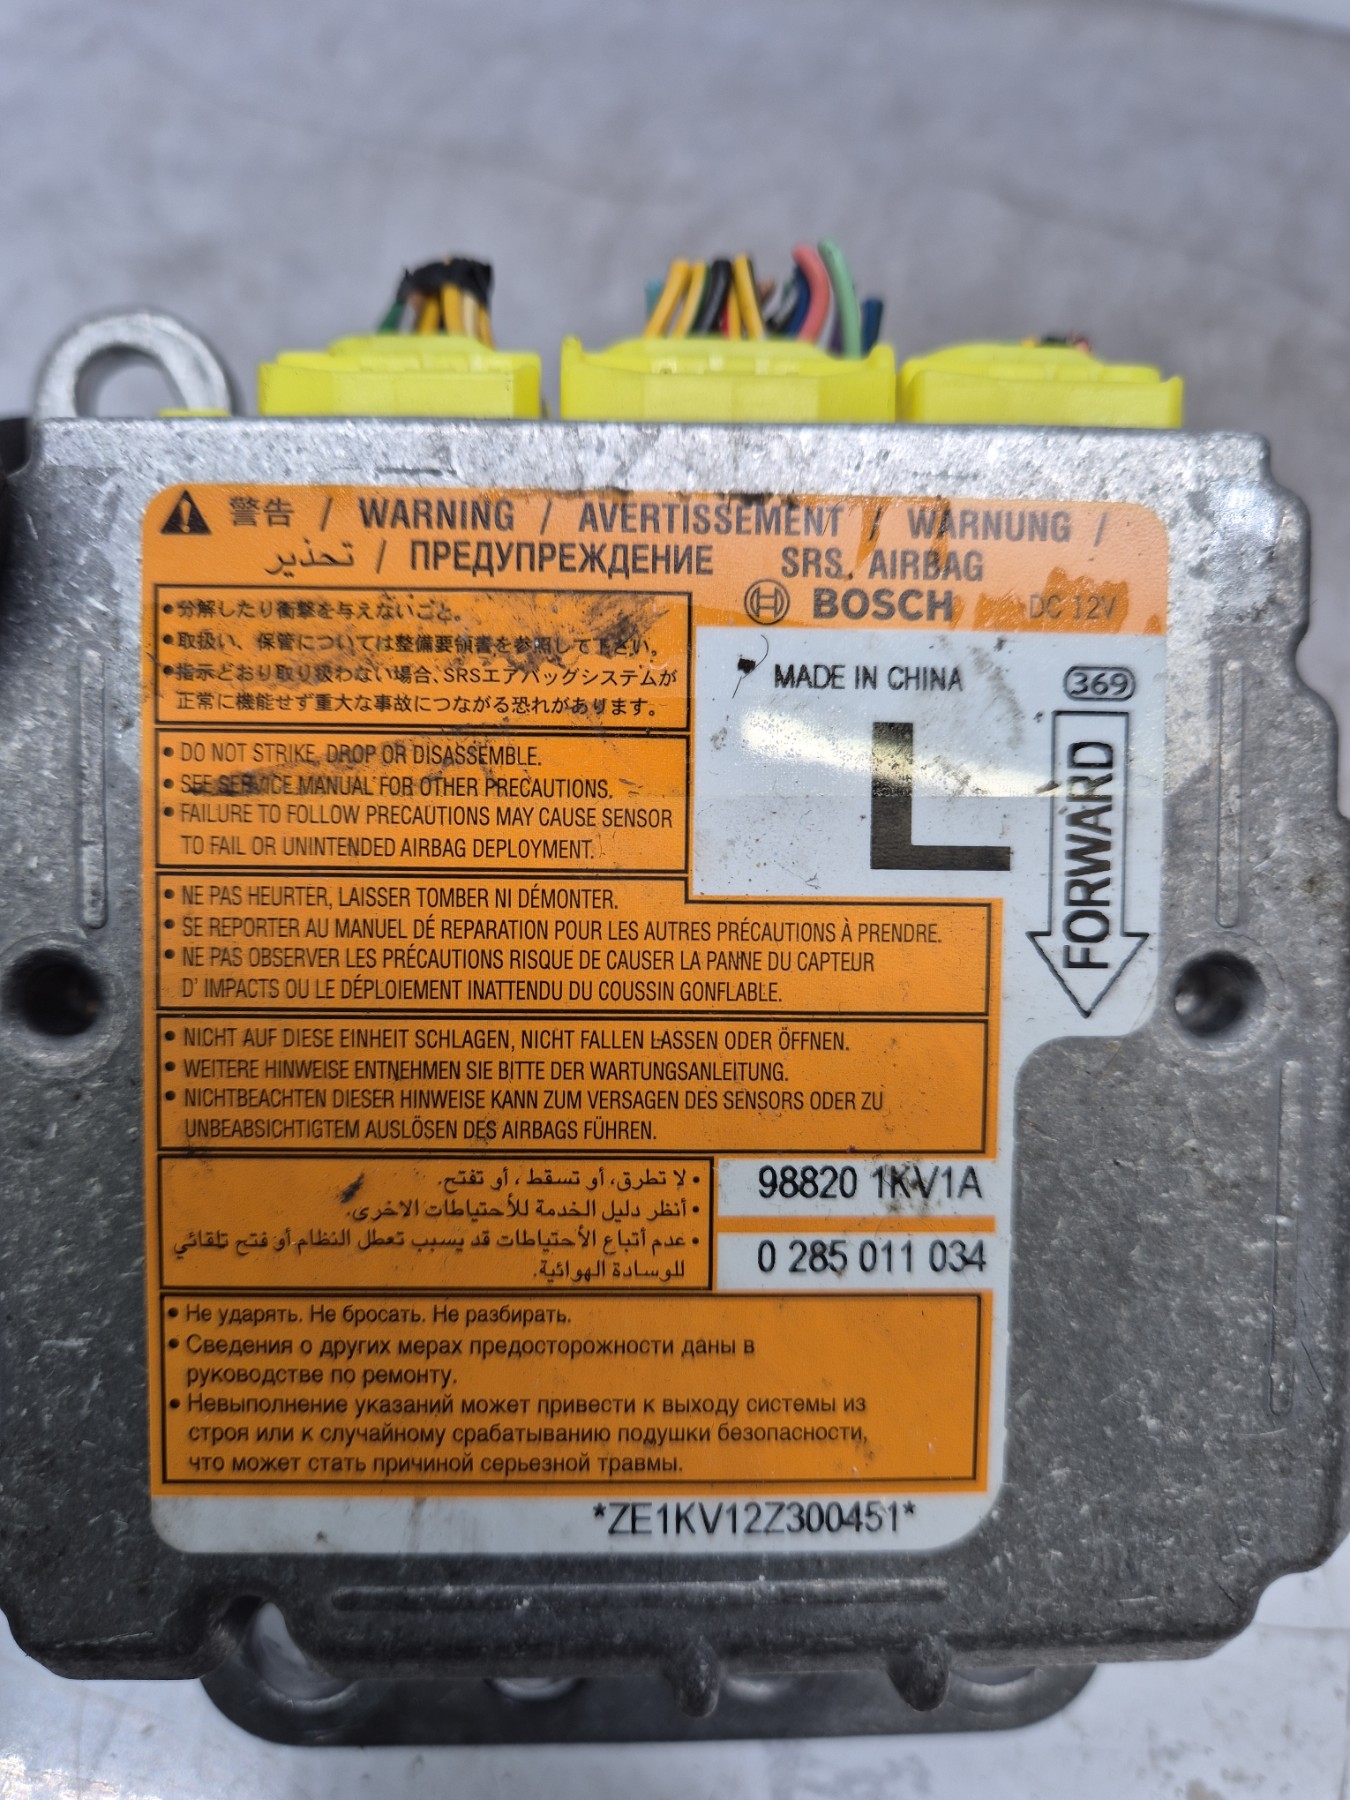 警告 / WARNING / AVERTISSEMENT / WARNUNG /
تحذير / ПРЕДУПРЕЖДЕНИЕ SRS. AIRBAG
BOSCH DC 12V
・分解したり衝撃を与えないこと。
・取扱い、保管については整備要領書を参照して下さい。
・指示どおり取り扱わない場合、SRSエアバッグシステムが
正常に機能せず重大な事故につながる恐れがあります。
MADE IN CHINA
369
L
FORWARD
• DO NOT STRIKE, DROP OR DISASSEMBLE.
• SEE SERVICE MANUAL FOR OTHER PRECAUTIONS.
• FAILURE TO FOLLOW PRECAUTIONS MAY CAUSE SENSOR
TO FAIL OR UNINTENDED AIRBAG DEPLOYMENT.
• NE PAS HEURTER, LAISSER TOMBER NI DÉMONTER.
• SE REPORTER AU MANUEL DÉ REPARATION POUR LES AUTRES PRÉCAUTIONS À PRENDRE.
• NE PAS OBSERVER LES PRÉCAUTIONS RISQUE DE CAUSER LA PANNE DU CAPTEUR
D' IMPACTS OU LE DÉPLOIEMENT INATTENDU DU COUSSIN GONFLABLE.
• NICHT AUF DIESE EINHEIT SCHLAGEN, NICHT FALLEN LASSEN ODER ÖFFNEN.
• WEITERE HINWEISE ENTNEHMEN SIE BITTE DER WARTUNGSANLEITUNG.
• NICHTBEACHTEN DIESER HINWEISE KANN ZUM VERSAGEN DES SENSORS ODER ZU
UNBEABSICHTIGTEM AUSLÖSEN DES AIRBAGS FÜHREN.
• لا تطرق، أو تسقط ، أو تفتح.
• أنظر دليل الخدمة للأحتياطات الاخرى.
• عدم أتباع الأحتياطات قد يسبب تعطل النظام أو فتح تلقائي
للوسادة الهوائية.
98820 1KV1A
0 285 011 034
• Не ударять. Не бросать. Не разбирать.
• Сведения о других мерах предосторожности даны в
руководстве по ремонту.
• Невыполнение указаний может привести к выходу системы из
строя или к случайному срабатыванию подушки безопасности,
что может стать причиной серьезной травмы.
*ZE1KV12Z300451*